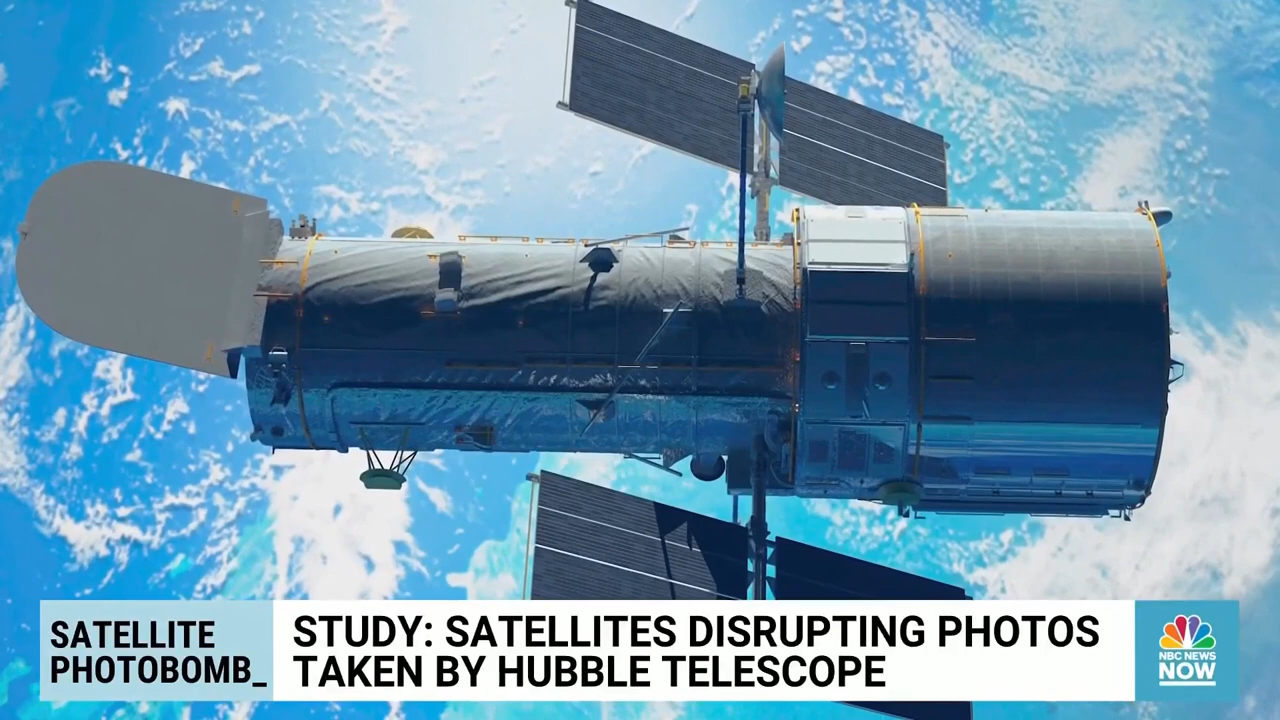 SATELLITE
PHOTOBOMB_
STUDY: SATELLITES DISRUPTING PHOTOS
TAKEN BY HUBBLE TELESCOPE
NBC NEWS
NOW